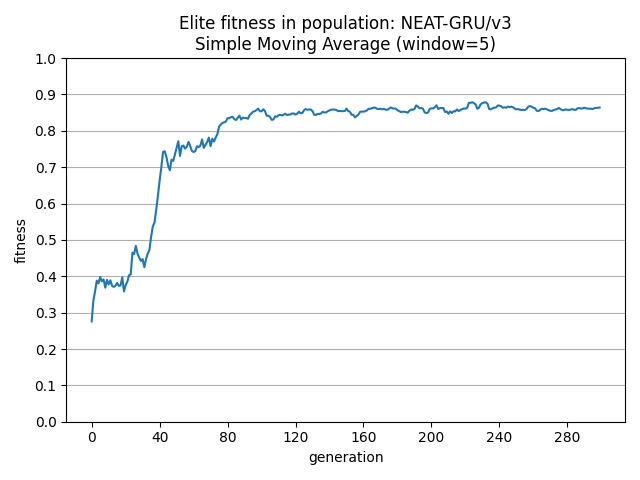 Elite fitness in population: NEAT-GRU/v3
Simple Moving Average (window=5)
1.0
0.9
0.8
0.7
0.6
0.5
0.4
0.3
0.2
0.1
0.0
fitness
0 40 80 120 160 200 240 280
generation